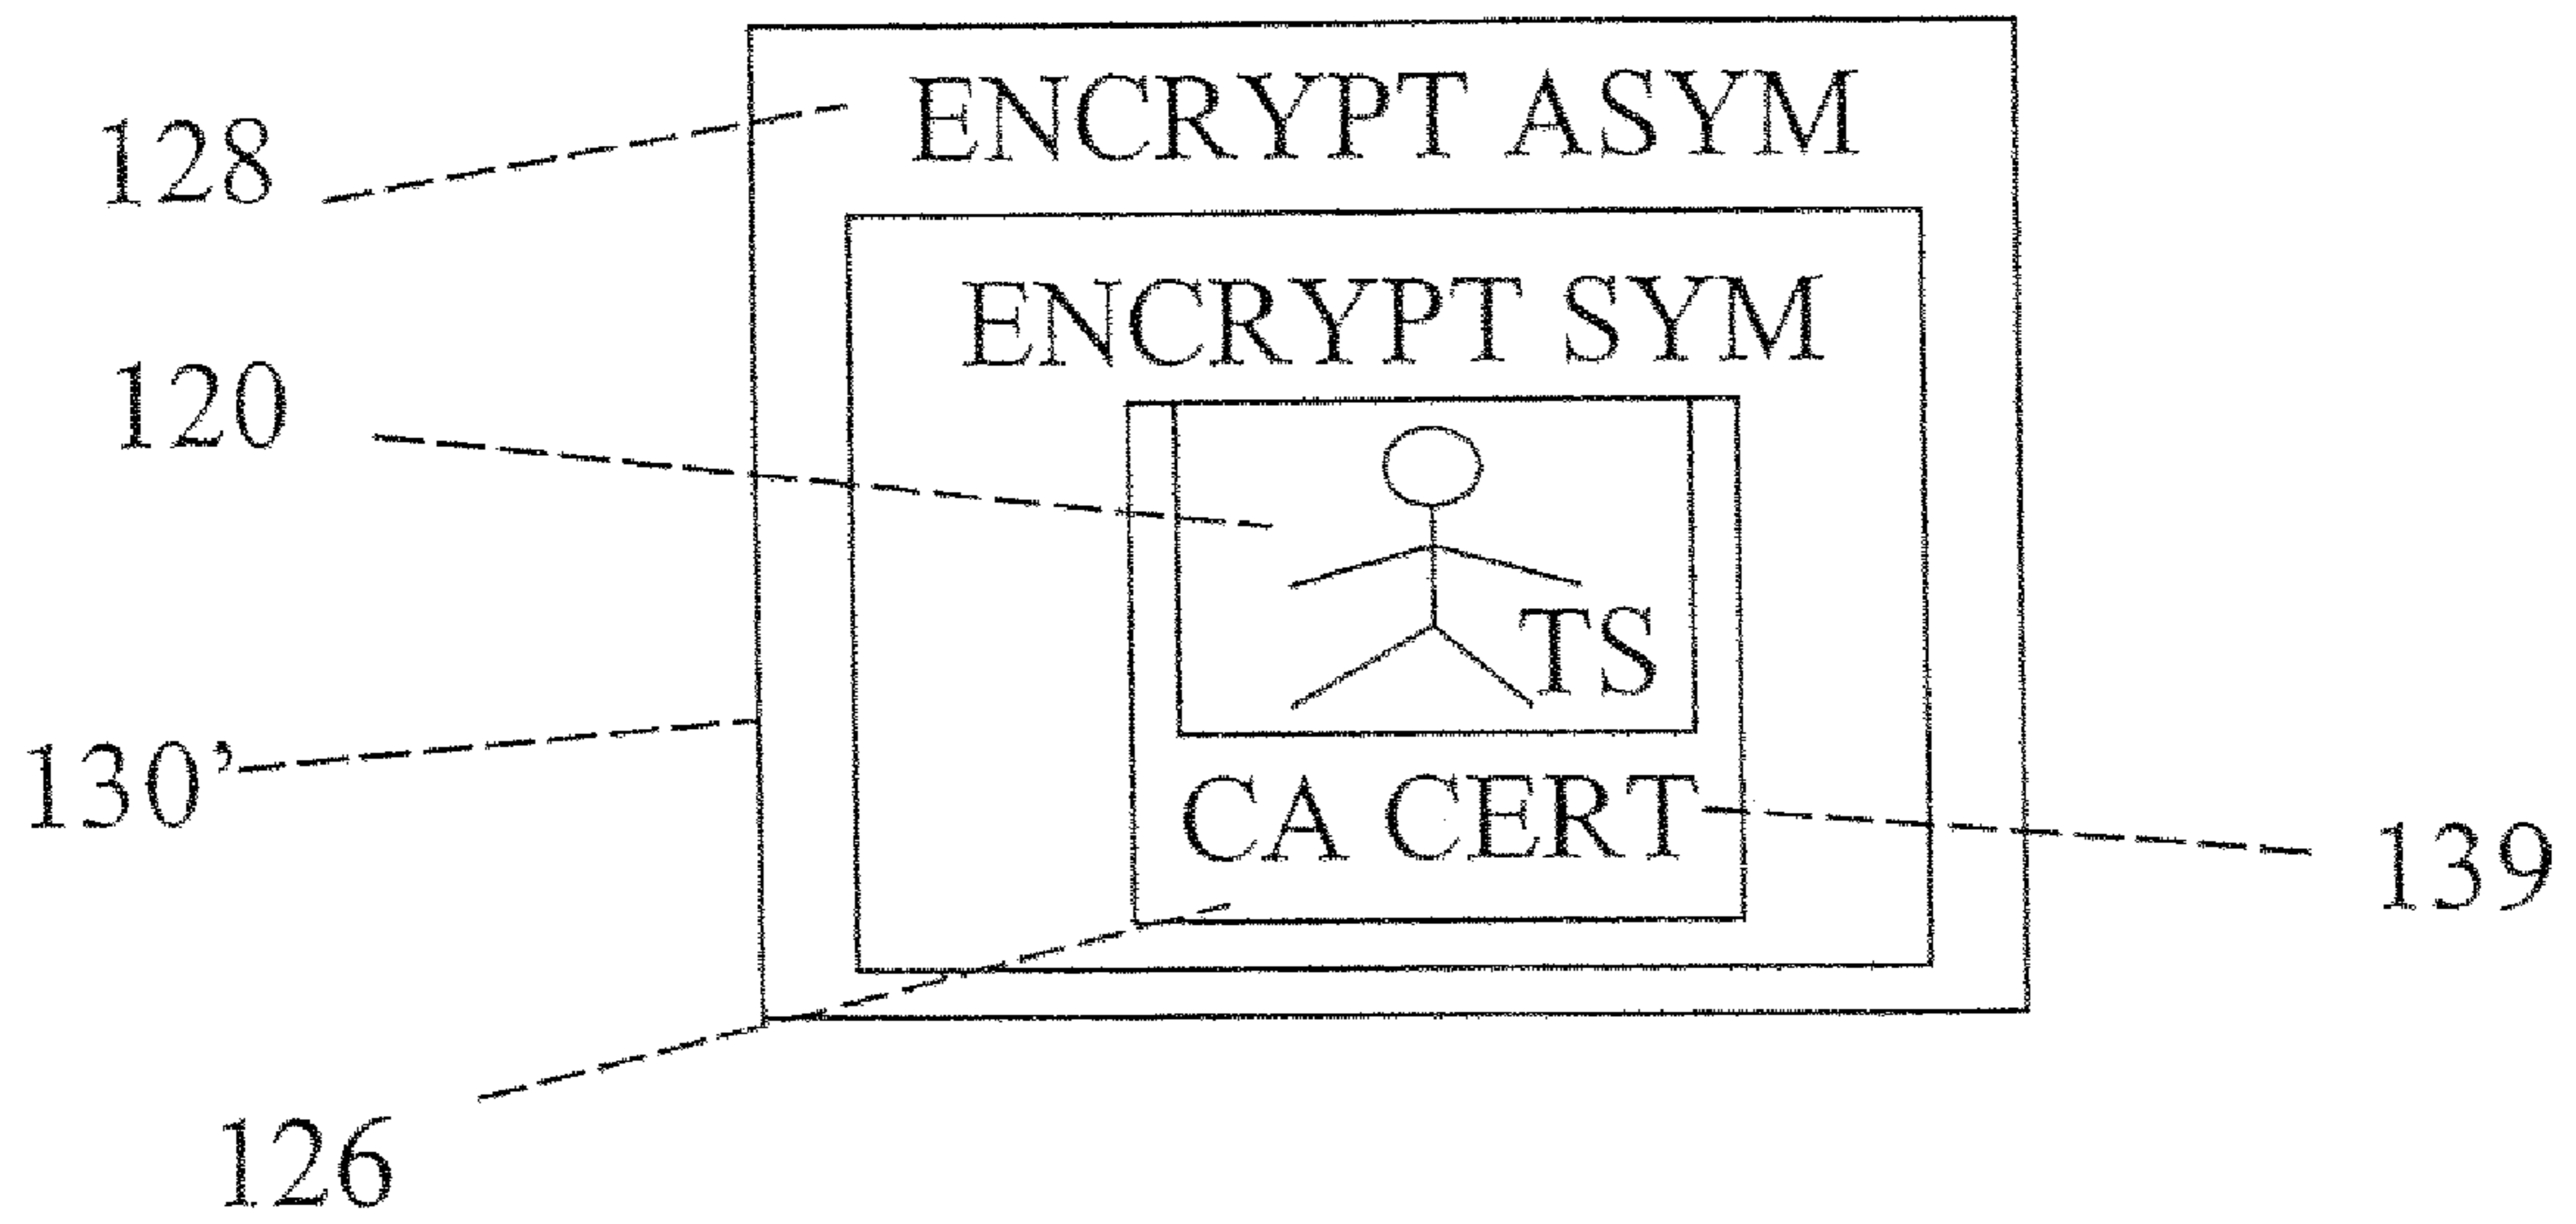 ENCRYPT ASYM
128
ENCRYPT SYM
120
TS
130’
CA CERT
139
126